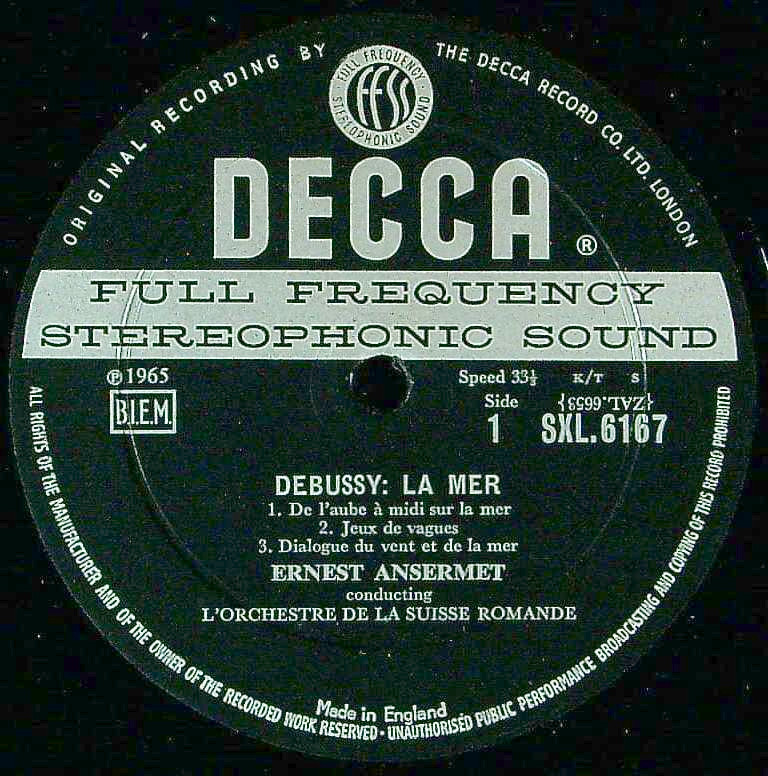 ORIGINAL RECORDING BY THE DECCA RECORD CO. LTD. LONDON
FULL FREQUENCY
ffss
STEREOPHONIC SOUND
DECCA ®
FULL FREQUENCY
STEREOPHONIC SOUND
℗ 1965
Speed 33⅓ K/T S
B.I.E.M.
Side {ZAL.6653}
1 SXL.6167
DEBUSSY: LA MER
1. De l'aube à midi sur la mer
2. Jeux de vagues
3. Dialogue du vent et de la mer
ERNEST ANSERMET
conducting
L'ORCHESTRE DE LA SUISSE ROMANDE
Made in England
ALL RIGHTS OF THE MANUFACTURER AND OF THE OWNER OF THE RECORDED WORK RESERVED · UNAUTHORISED PUBLIC PERFORMANCE BROADCASTING AND COPYING OF THIS RECORD PROHIBITED